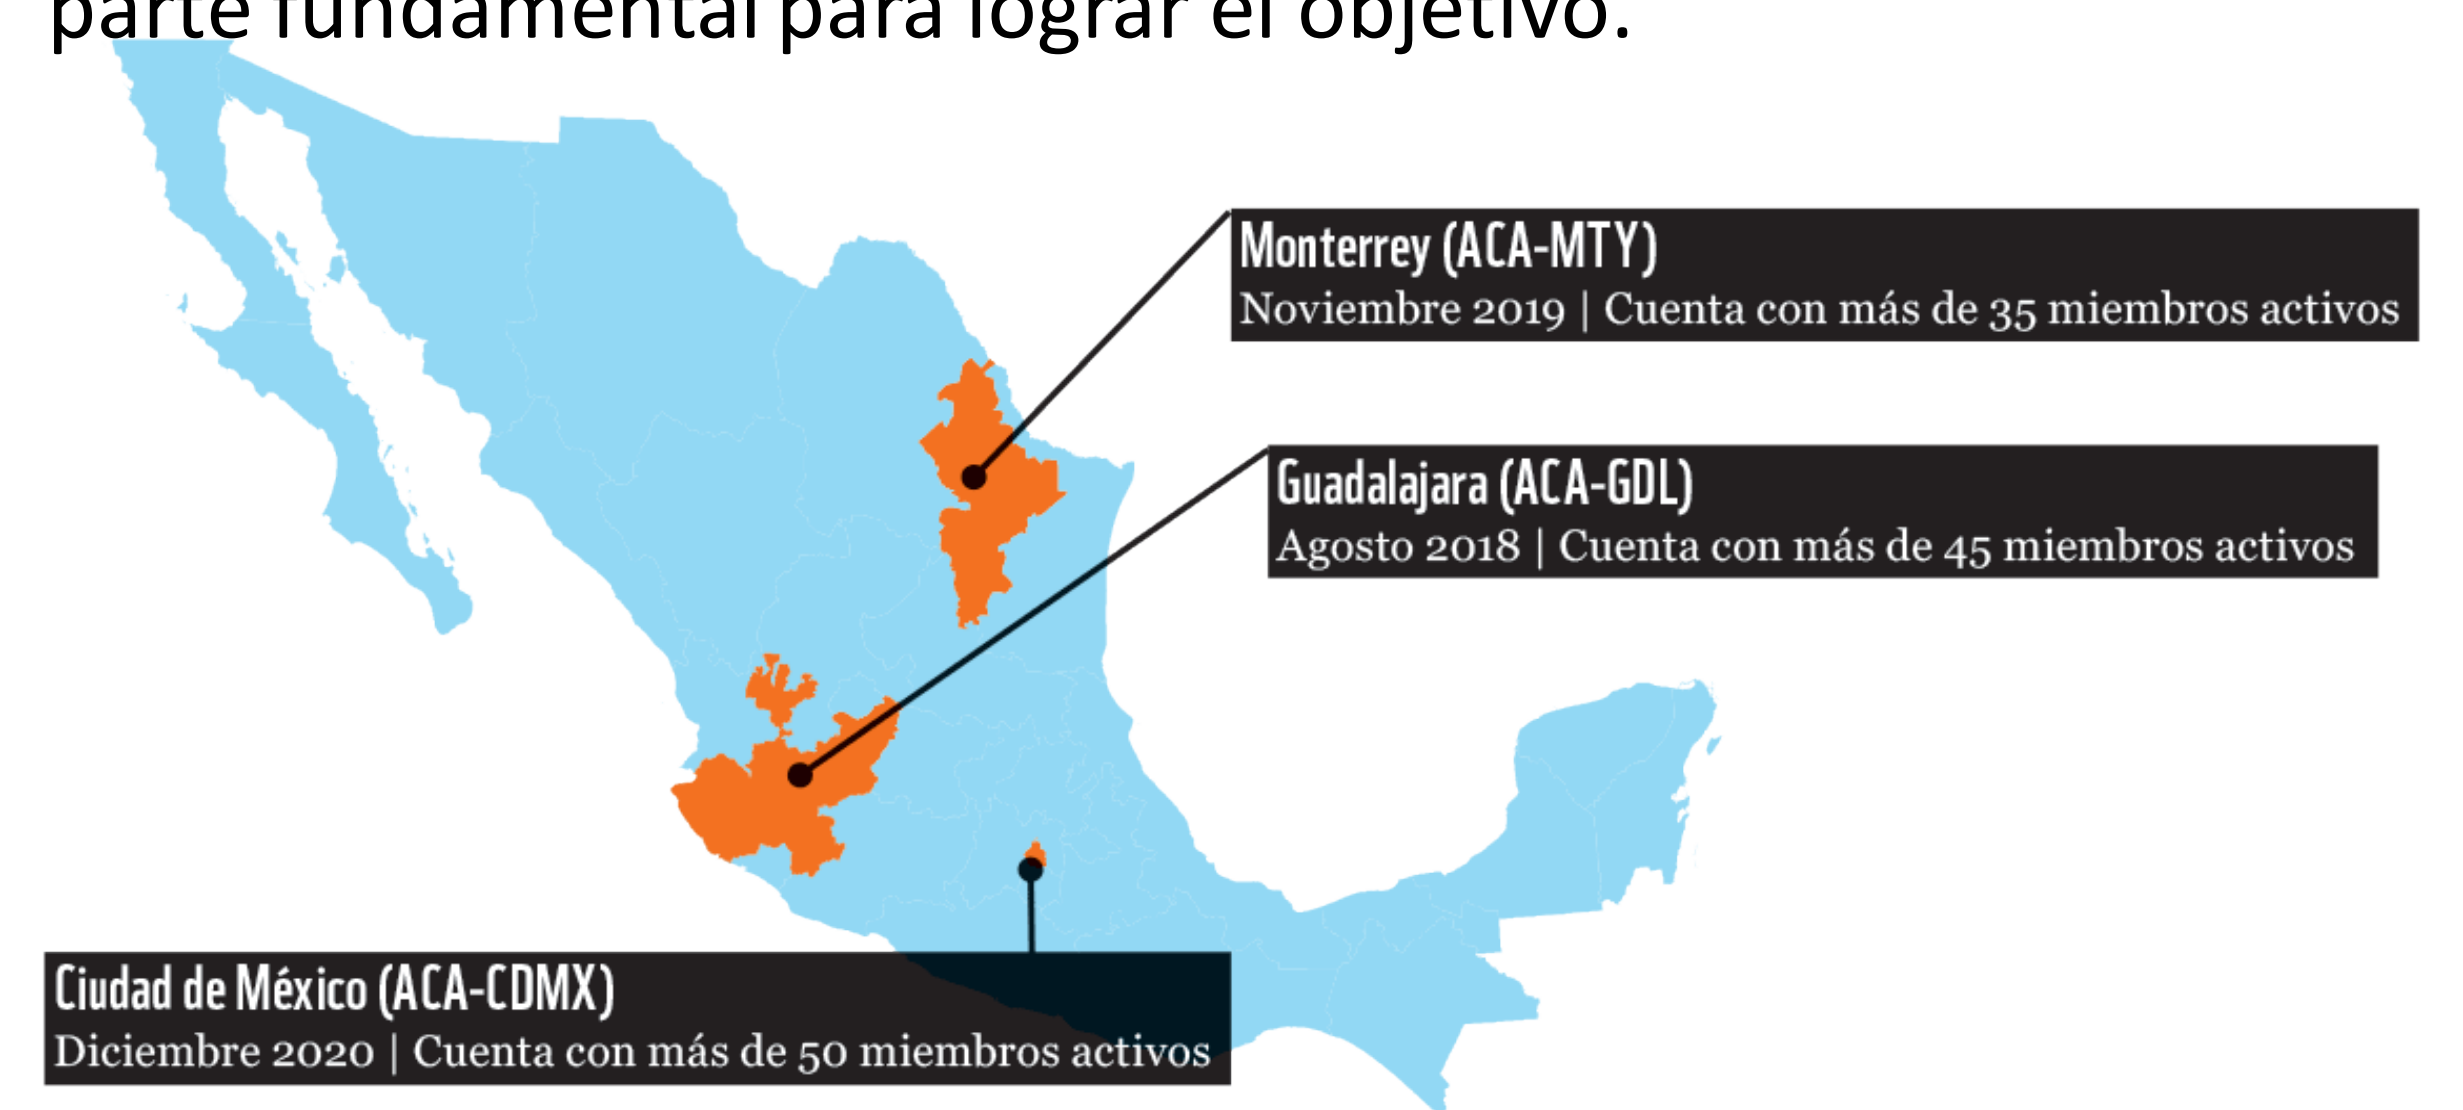 parte fundamental para lograr el objetivo.
Monterrey (ACA-MTY)
Noviembre 2019 | Cuenta con más de 35 miembros activos
Guadalajara (ACA-GDL)
Agosto 2018 | Cuenta con más de 45 miembros activos
Ciudad de México (ACA-CDMX)
Diciembre 2020 | Cuenta con más de 50 miembros activos